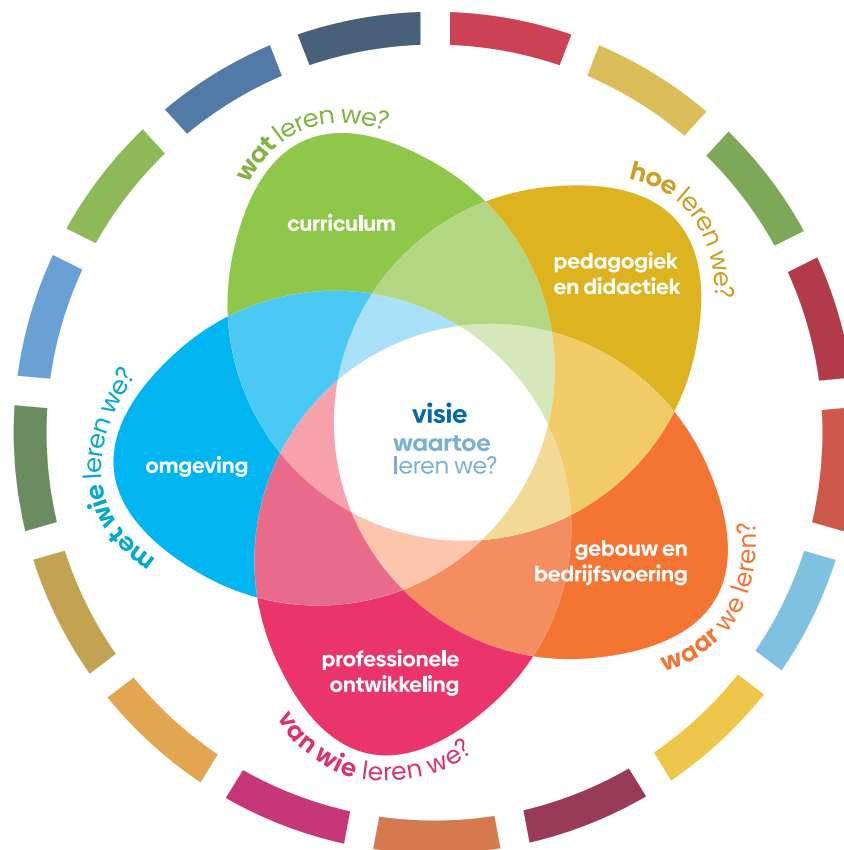 wat leren we?
curriculum
hoe leren we?
pedagogiek
en didactiek
visie
waartoe
leren we?
met wie leren we?
omgeving
gebouw en
bedrijfsvoering
waar we leren?
professionele
ontwikkeling
van wie leren we?